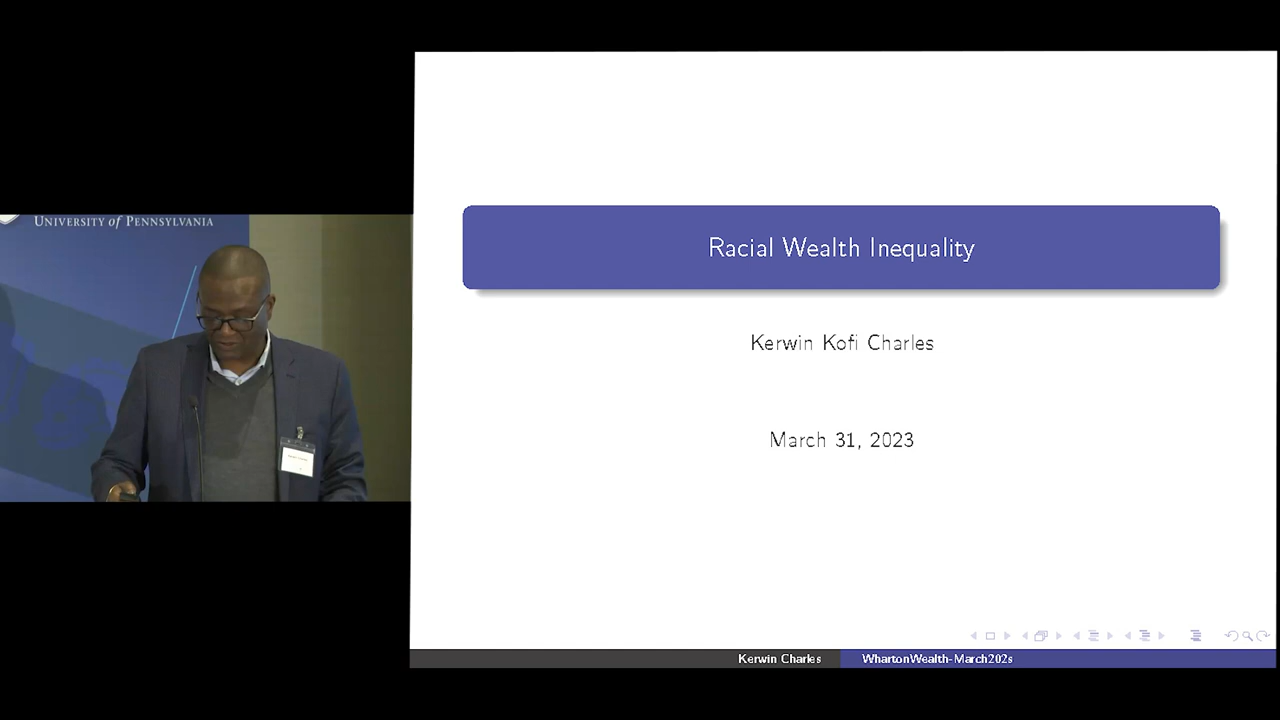 UNIVERSITY of PENNSYLVANIA
Racial Wealth Inequality
Kerwin Kofi Charles
March 31, 2023
Kerwin Charles
WhartonWealth-March202s